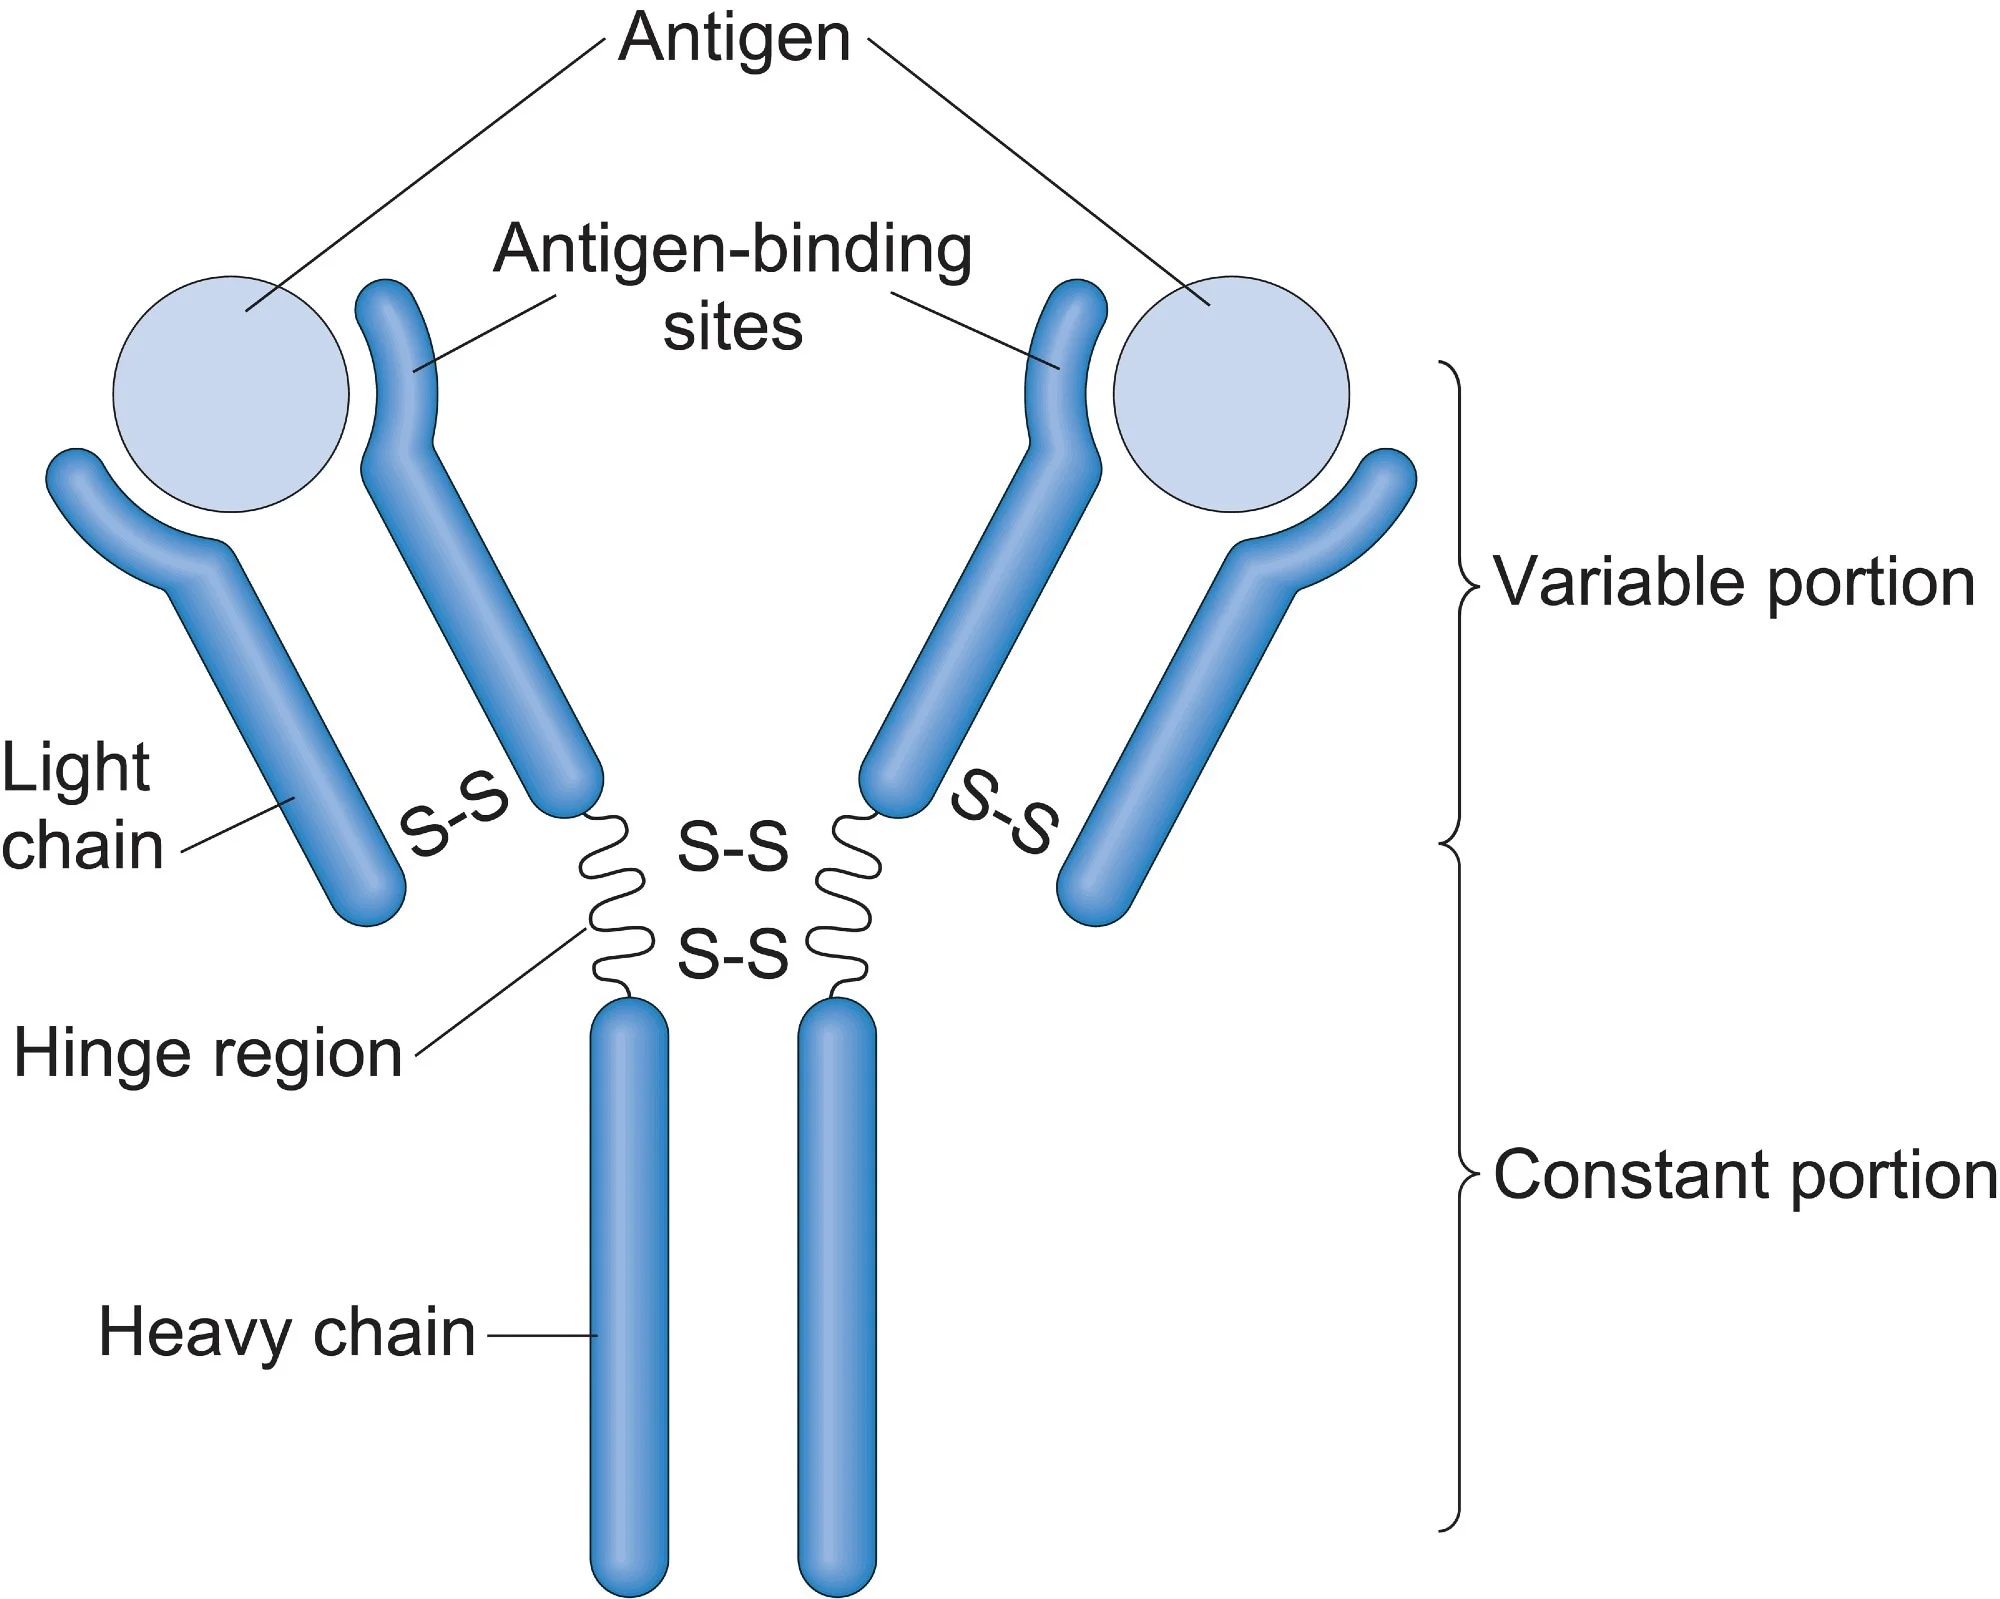 Antigen
Antigen-binding
sites
Variable portion
Light
chain
S-S
S-S
S-S
S-S
Hinge region
Constant portion
Heavy chain